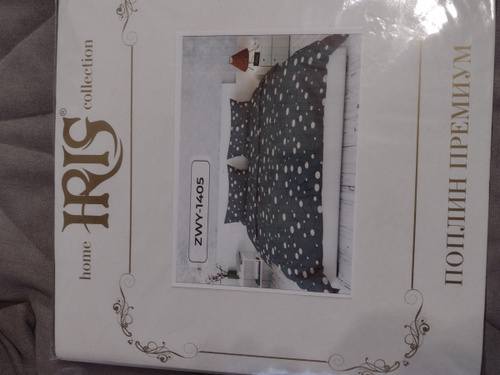 IRIS®
home collection
ZWY-1405
ПОПЛИН ПРЕМИУМ